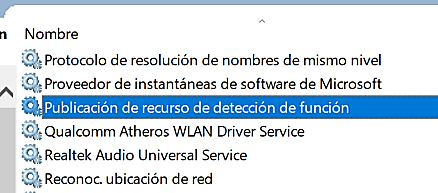 n
Nombre
Protocolo de resolución de nombres de mismo nivel
Proveedor de instantáneas de software de Microsoft
Publicación de recurso de detección de función
Qualcomm Atheros WLAN Driver Service
Realtek Audio Universal Service
Reconoc. ubicación de red